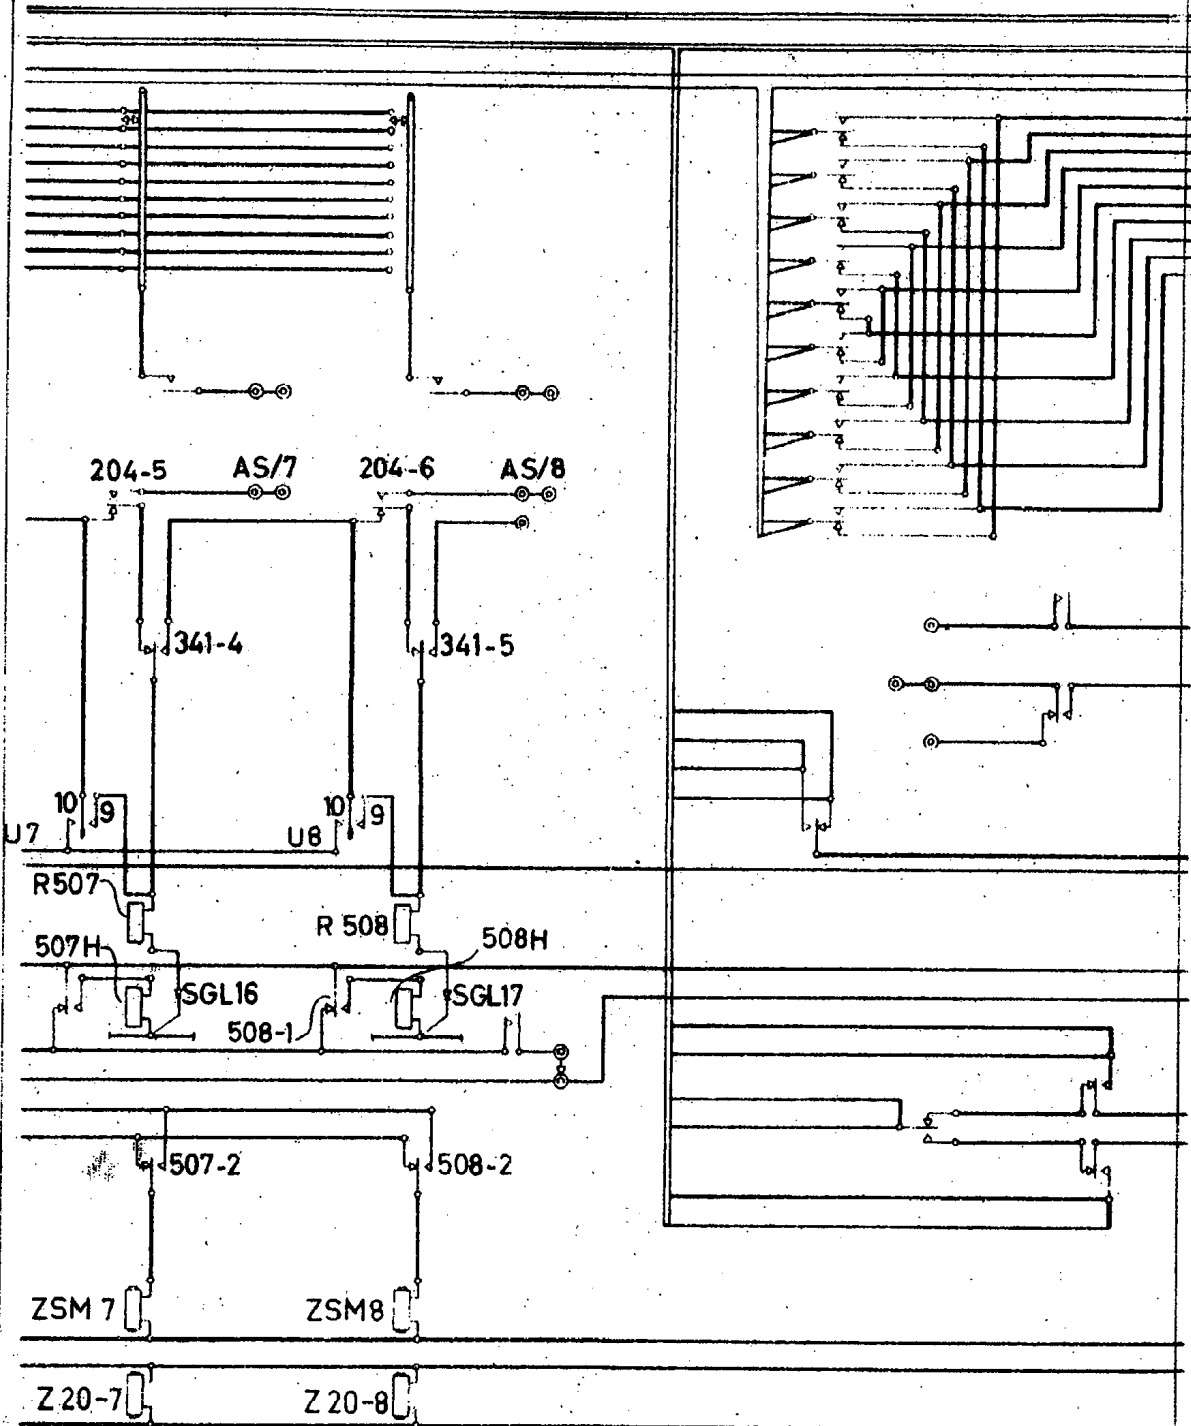 204-5 AS/7 204-6 AS/8
341-4 341-5
10 9 10 9
U7 U8
R507
R 508
507H 508H
SGL16 SGL17
508-1
507-2 508-2
ZSM 7 ZSM8
Z 20-7 Z 20-8